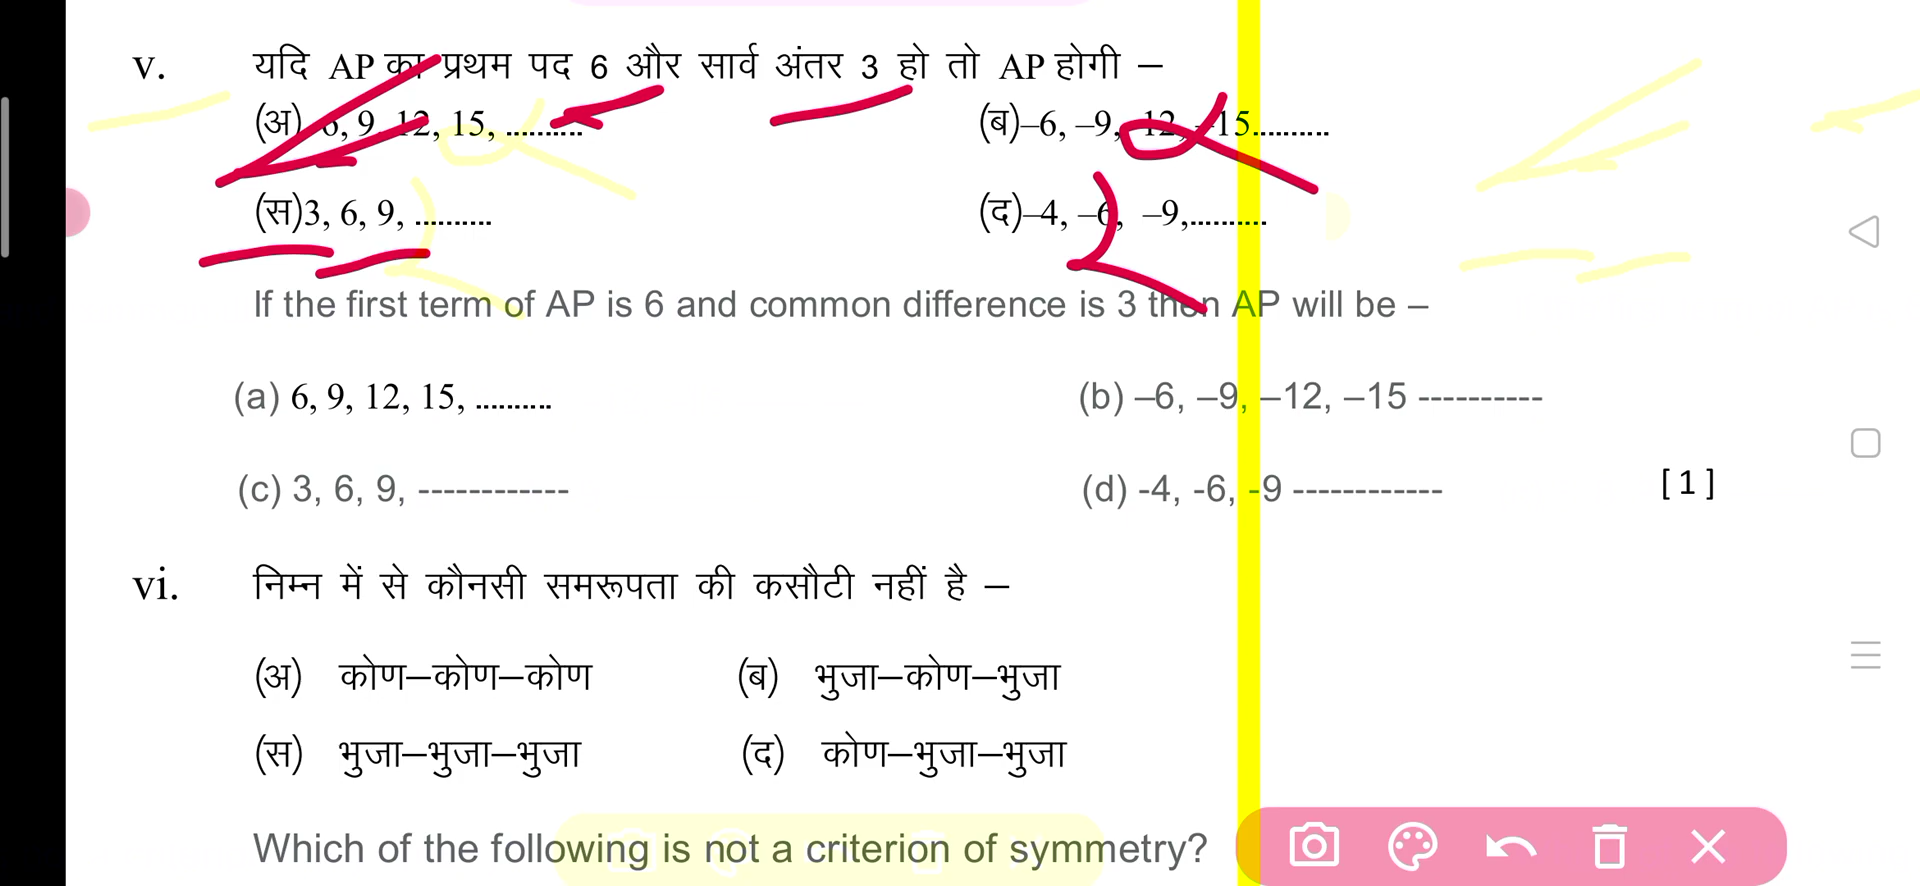 v. यदि AP का प्रथम पद 6 और सार्व अंतर 3 हो तो AP होगी –
(अ) 6, 9, 12, 15, .......... (ब)–6, –9, –12, –15..........
(स)3, 6, 9, .......... (द)–4, –6, –9,..........
If the first term of AP is 6 and common difference is 3 then AP will be –
(a) 6, 9, 12, 15, .......... (b) –6, –9, –12, –15 ----------
(c) 3, 6, 9, ------------ (d) -4, -6, -9 ------------ [1]
vi. निम्न में से कौनसी समरूपता की कसौटी नहीं है –
(अ) कोण–कोण–कोण (ब) भुजा–कोण–भुजा
(स) भुजा–भुजा–भुजा (द) कोण–भुजा–भुजा
Which of the following is not a criterion of symmetry?